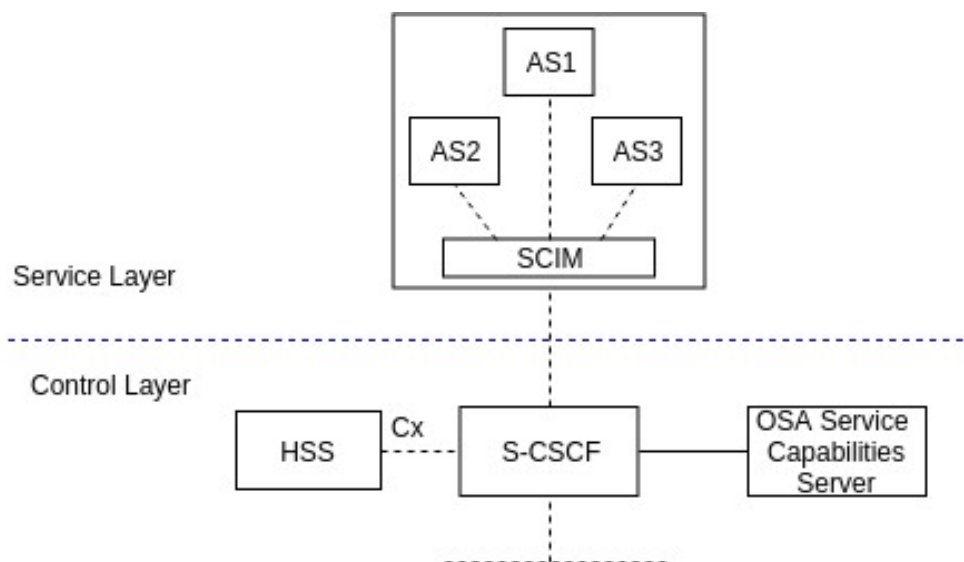 AS1
AS2
AS3
SCIM
Service Layer
Control Layer
HSS
Cx
S-CSCF
OSA Service
Capabilities
Server